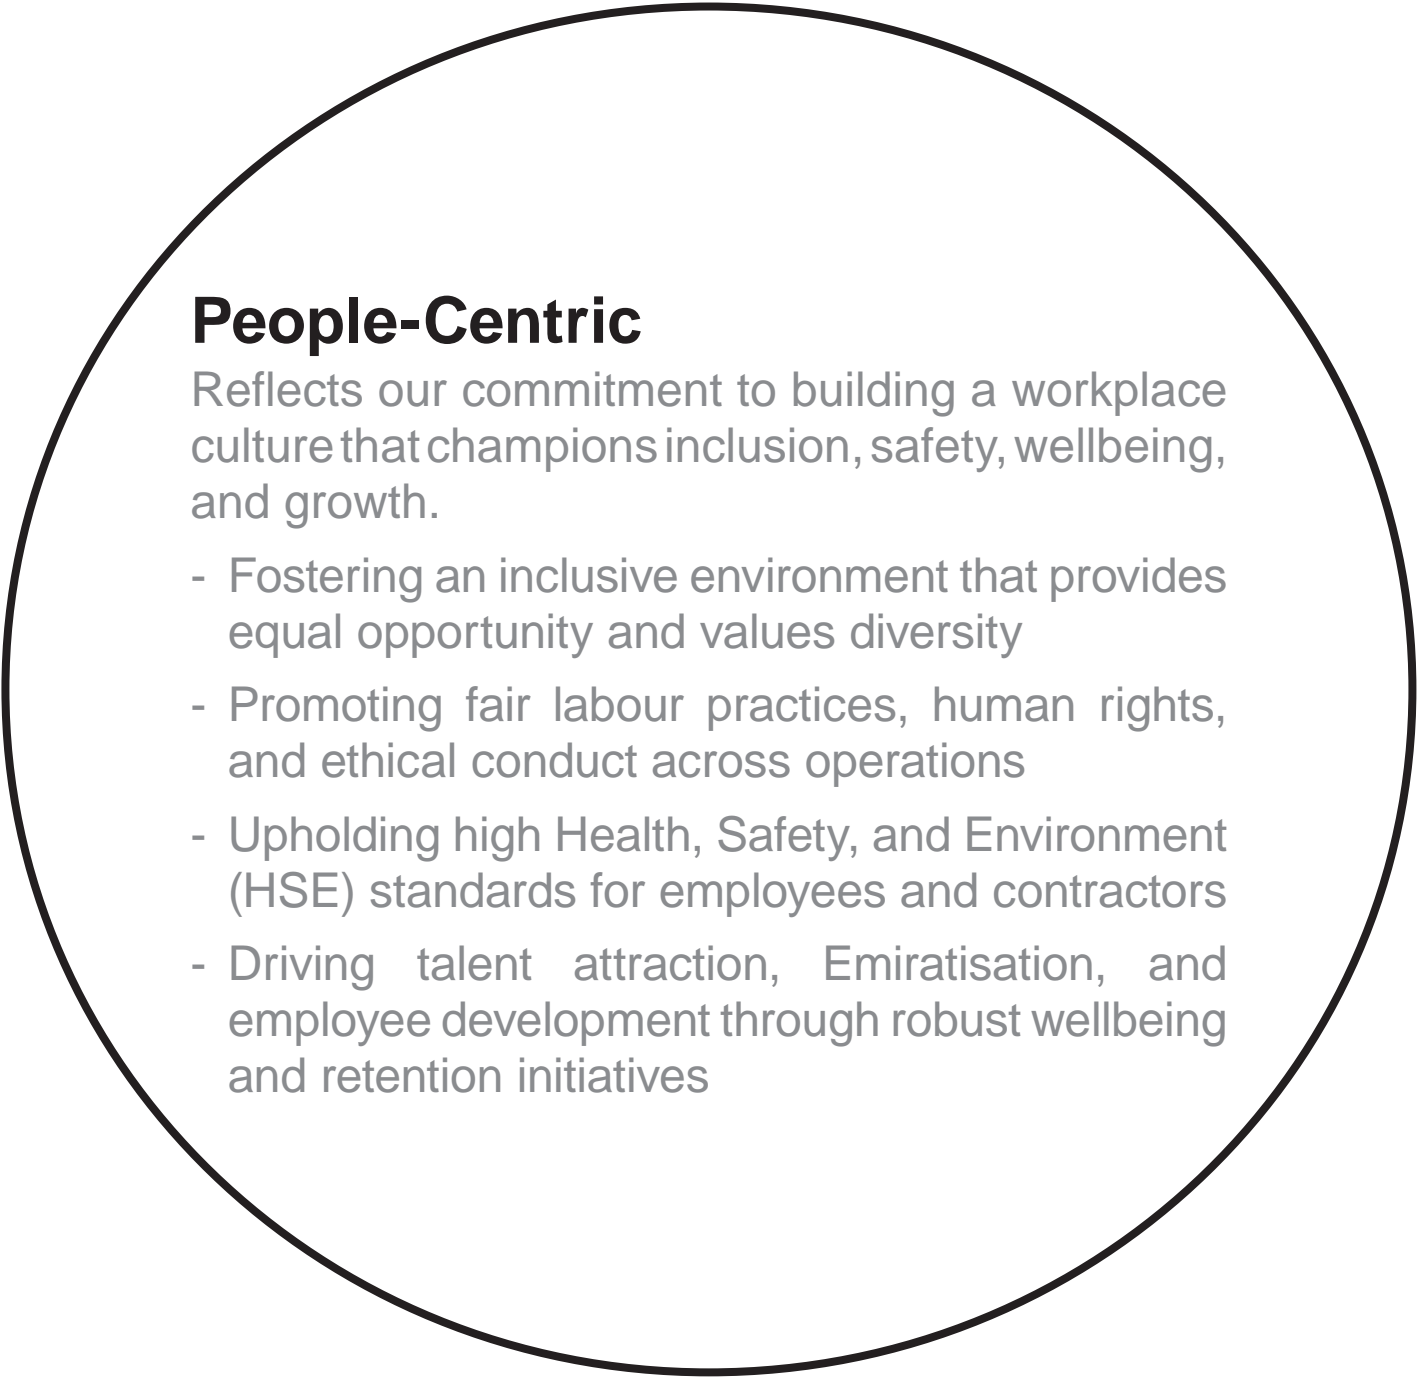 People-Centric
Reflects our commitment to building a workplace
culture that champions inclusion, safety, wellbeing,
and growth.
- Fostering an inclusive environment that provides
equal opportunity and values diversity
- Promoting fair labour practices, human rights,
and ethical conduct across operations
- Upholding high Health, Safety, and Environment
(HSE) standards for employees and contractors
- Driving talent attraction, Emiratisation, and
employee development through robust wellbeing
and retention initiatives